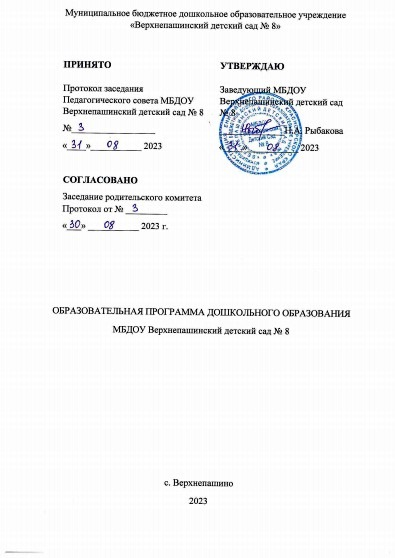 Муниципальное бюджетное дошкольное образовательное учреждение
«Верхнепашинский детский сад № 8»
ПРИНЯТО
Протокол заседания
Педагогического совета МБДОУ
Верхнепашинский детский сад № 8
№ 3
«31» 08 2023
УТВЕРЖДАЮ
Заведующий МБДОУ
Верхнепашинский детский сад
№ 8
Н.А. Рыбакова
«31» 08 2023
СОГЛАСОВАНО
Заседание родительского комитета
Протокол от № 3
«30» 08 2023 г.
ОБРАЗОВАТЕЛЬНАЯ ПРОГРАММА ДОШКОЛЬНОГО ОБРАЗОВАНИЯ
МБДОУ Верхнепашинский детский сад № 8
с. Верхнепашино
2023